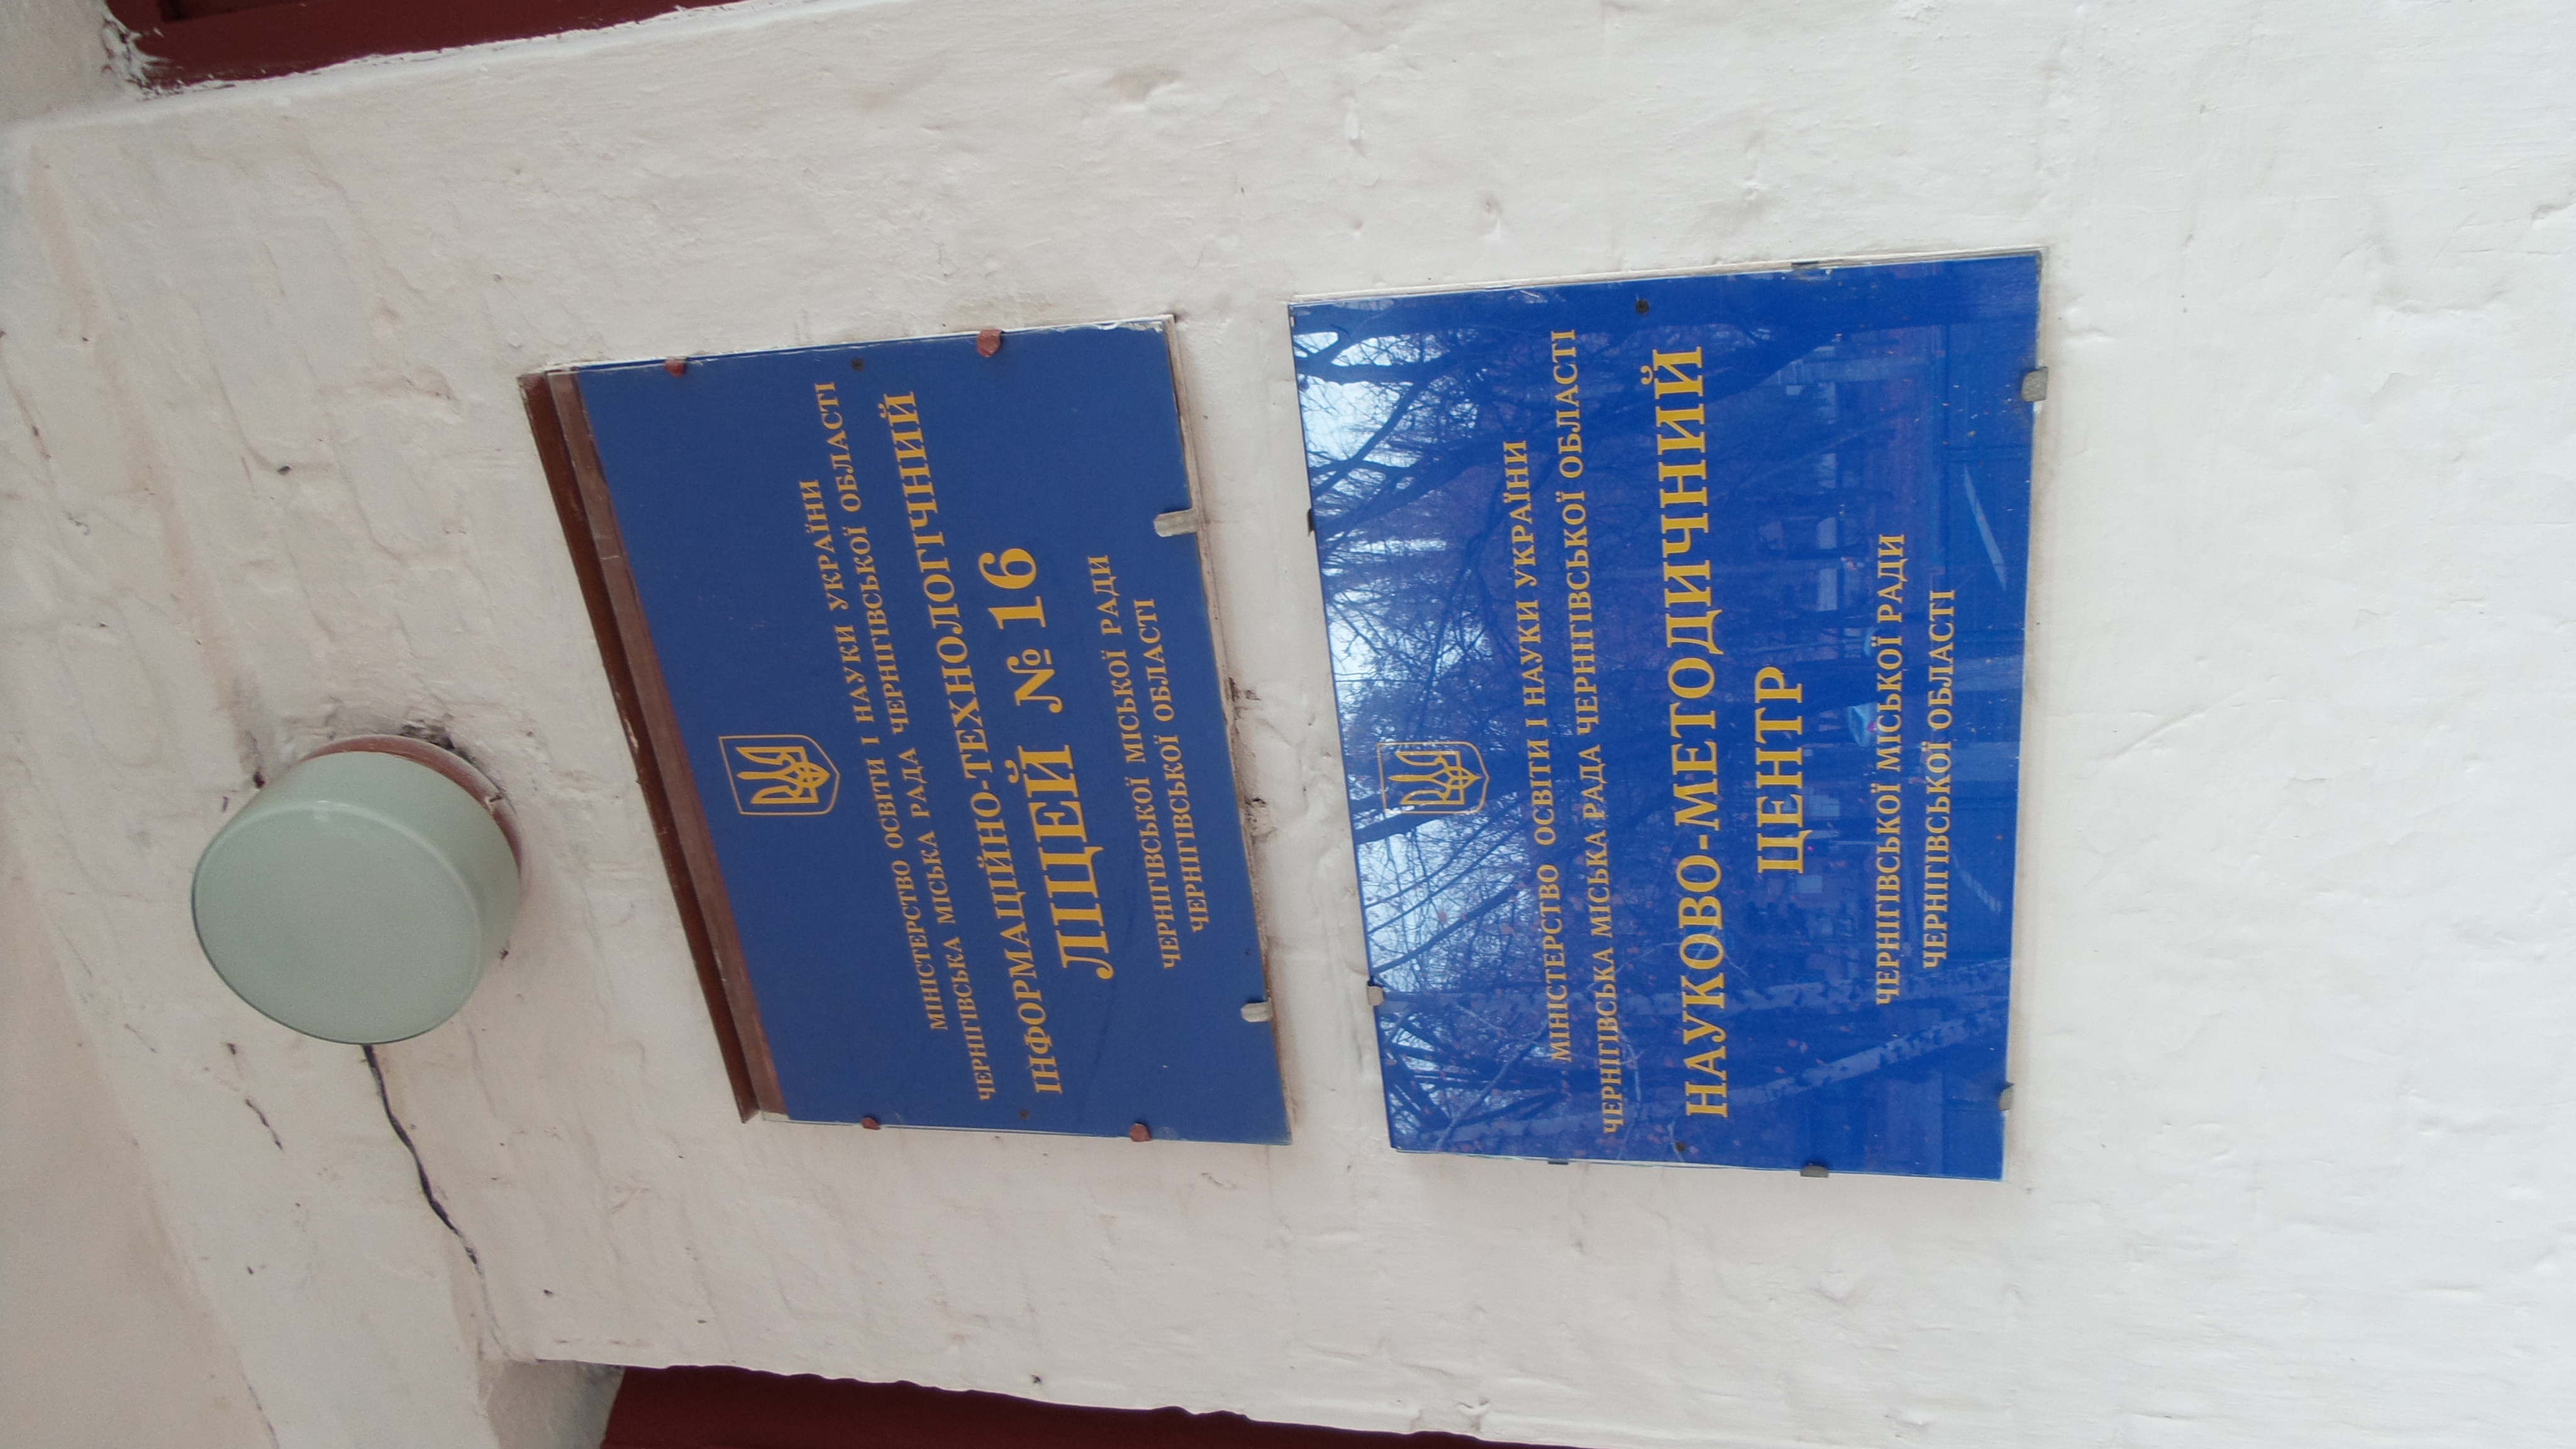 МІНІСТЕРСТВО ОСВІТИ І НАУКИ УКРАЇНИ
ЧЕРНІГІВСЬКА МІСЬКА РАДА ЧЕРНІГІВСЬКОЇ ОБЛАСТІ
ІНФОРМАЦІЙНО-ТЕХНОЛОГІЧНИЙ
ЛІЦЕЙ № 16
ЧЕРНІГІВСЬКОЇ МІСЬКОЇ РАДИ
ЧЕРНІГІВСЬКОЇ ОБЛАСТІ
МІНІСТЕРСТВО ОСВІТИ І НАУКИ УКРАЇНИ
ЧЕРНІГІВСЬКА МІСЬКА РАДА ЧЕРНІГІВСЬКОЇ ОБЛАСТІ
НАУКОВО-МЕТОДИЧНИЙ
ЦЕНТР
ЧЕРНІГІВСЬКОЇ МІСЬКОЇ РАДИ
ЧЕРНІГІВСЬКОЇ ОБЛАСТІ